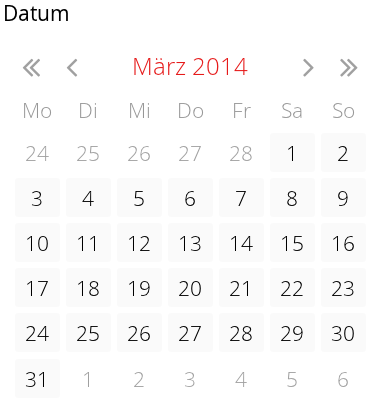 Datum
März 2014
Mo Di Mi Do Fr Sa So
24 25 26 27 28 1 2
3 4 5 6 7 8 9
10 11 12 13 14 15 16
17 18 19 20 21 22 23
24 25 26 27 28 29 30
31 1 2 3 4 5 6